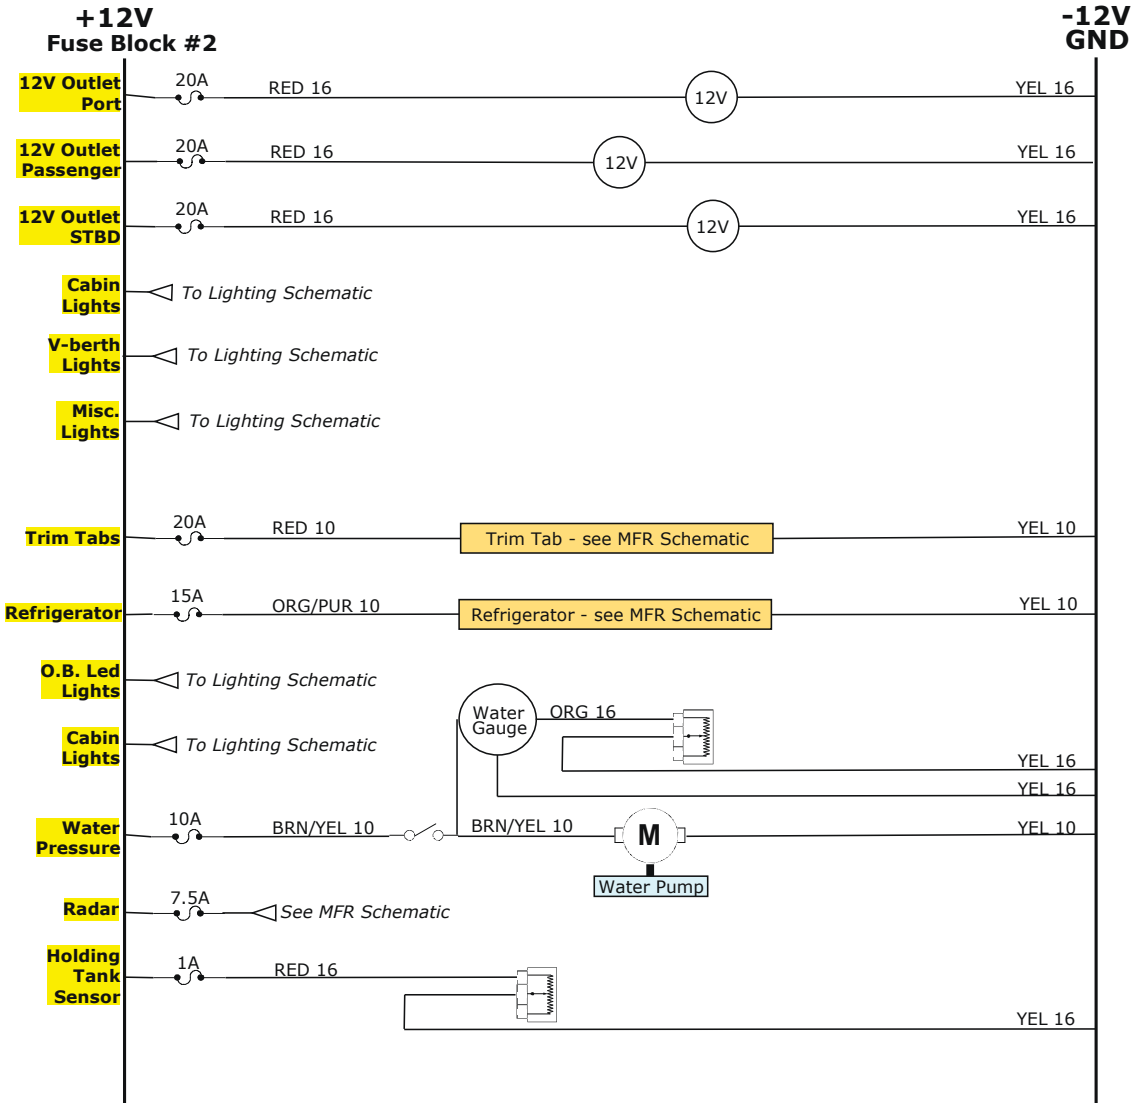 +12V
Fuse Block #2
-12V
GND
12V Outlet
Port
20A
RED 16
12V
YEL 16
12V Outlet
Passenger
20A
RED 16
12V
YEL 16
12V Outlet
STBD
20A
RED 16
12V
YEL 16
Cabin
Lights
To Lighting Schematic
V-berth
Lights
To Lighting Schematic
Misc.
Lights
To Lighting Schematic
Trim Tabs
20A
RED 10
Trim Tab - see MFR Schematic
YEL 10
Refrigerator
15A
ORG/PUR 10
Refrigerator - see MFR Schematic
YEL 10
O.B. Led
Lights
To Lighting Schematic
Water
Gauge
ORG 16
Cabin
Lights
To Lighting Schematic
YEL 16
YEL 16
Water
Pressure
10A
BRN/YEL 10
BRN/YEL 10
M
YEL 10
Water Pump
Radar
7.5A
See MFR Schematic
Holding
Tank
Sensor
1A
RED 16
YEL 16